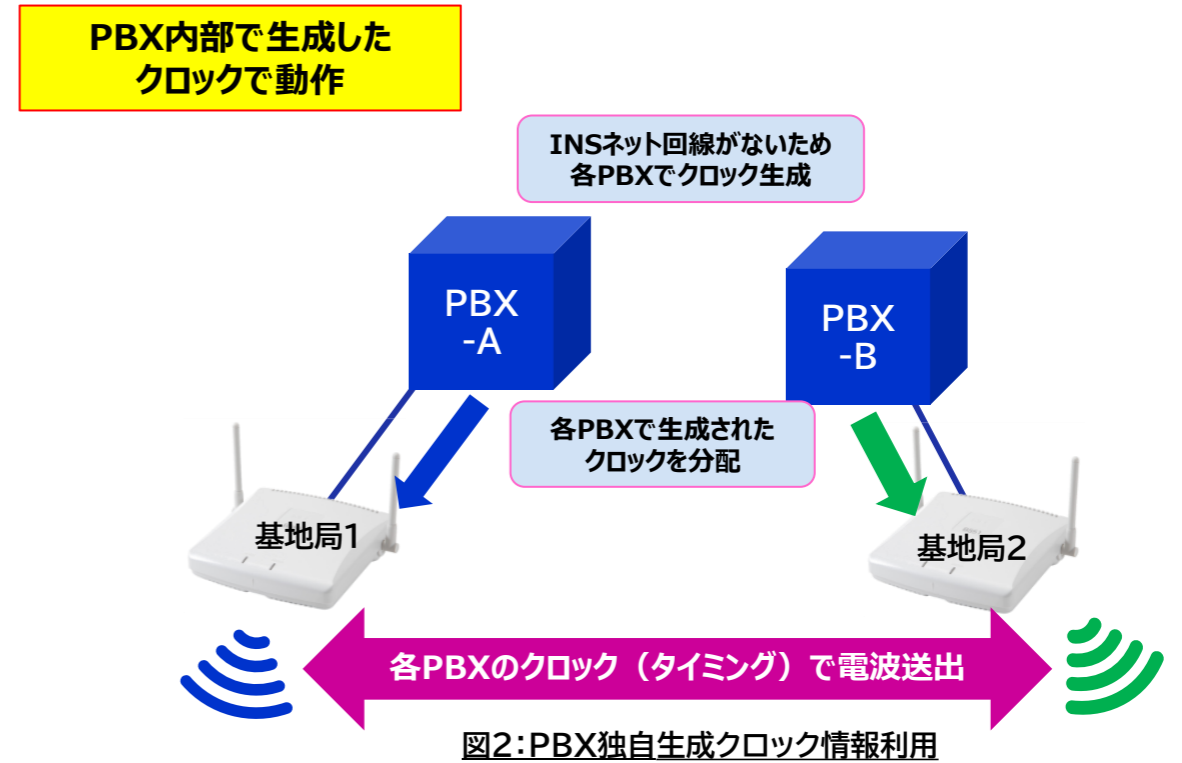 PBX内部で生成した
クロックで動作
INSネット回線がないため
各PBXでクロック生成
PBX
-A
PBX
-B
各PBXで生成された
クロックを分配
基地局1
基地局2
各PBXのクロック（タイミング）で電波送出
図2：PBX独自生成クロック情報利用